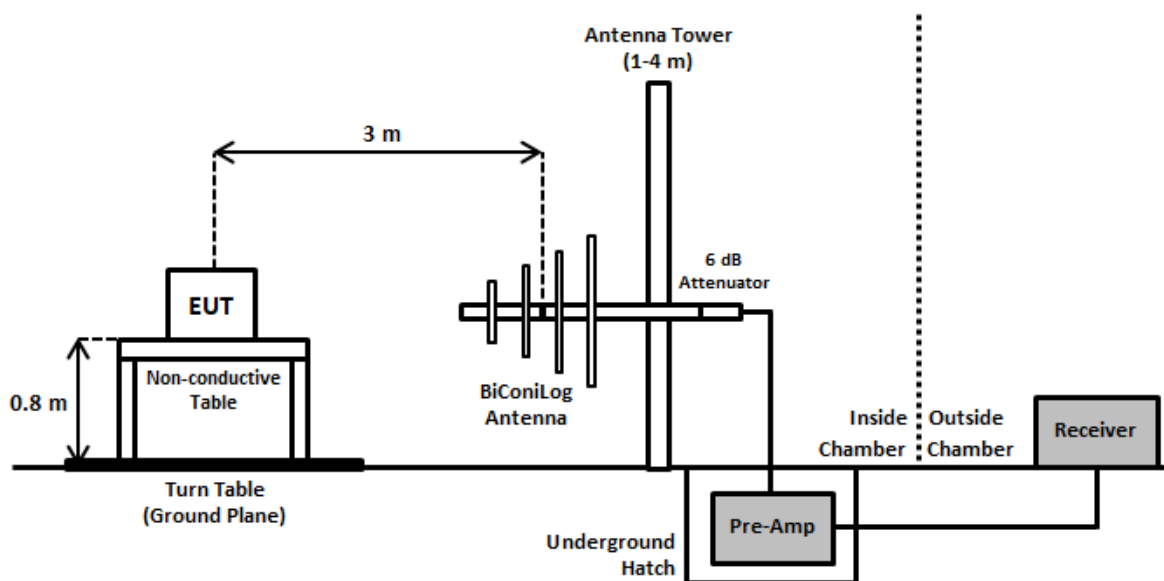 Antenna Tower
(1-4 m)
3 m
6 dB
Attenuator
EUT
Non-conductive
Table
0.8 m
BiConiLog
Antenna
Inside
Chamber
Outside
Chamber
Receiver
Turn Table
(Ground Plane)
Pre-Amp
Underground
Hatch